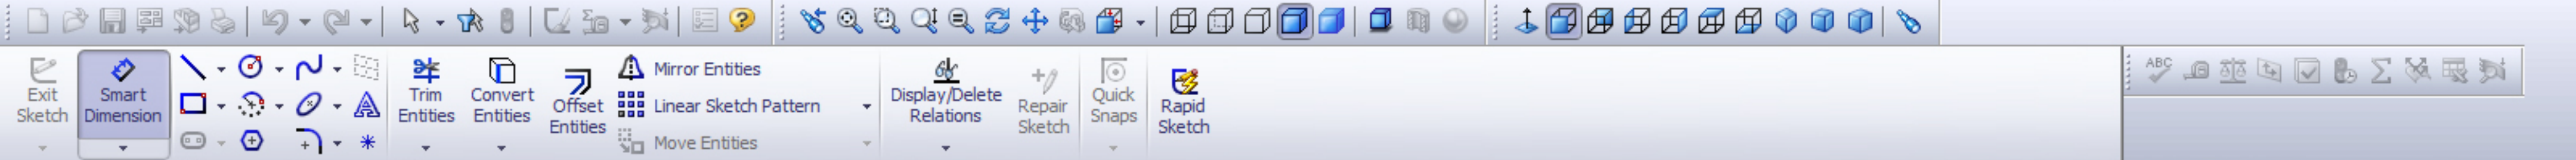 Exit
Sketch
Smart
Dimension
Trim
Entities
Convert
Entities
Offset
Entities
Mirror Entities
Linear Sketch Pattern
Move Entities
Display/Delete
Relations
Repair
Sketch
Quick
Snaps
Rapid
Sketch
ABC